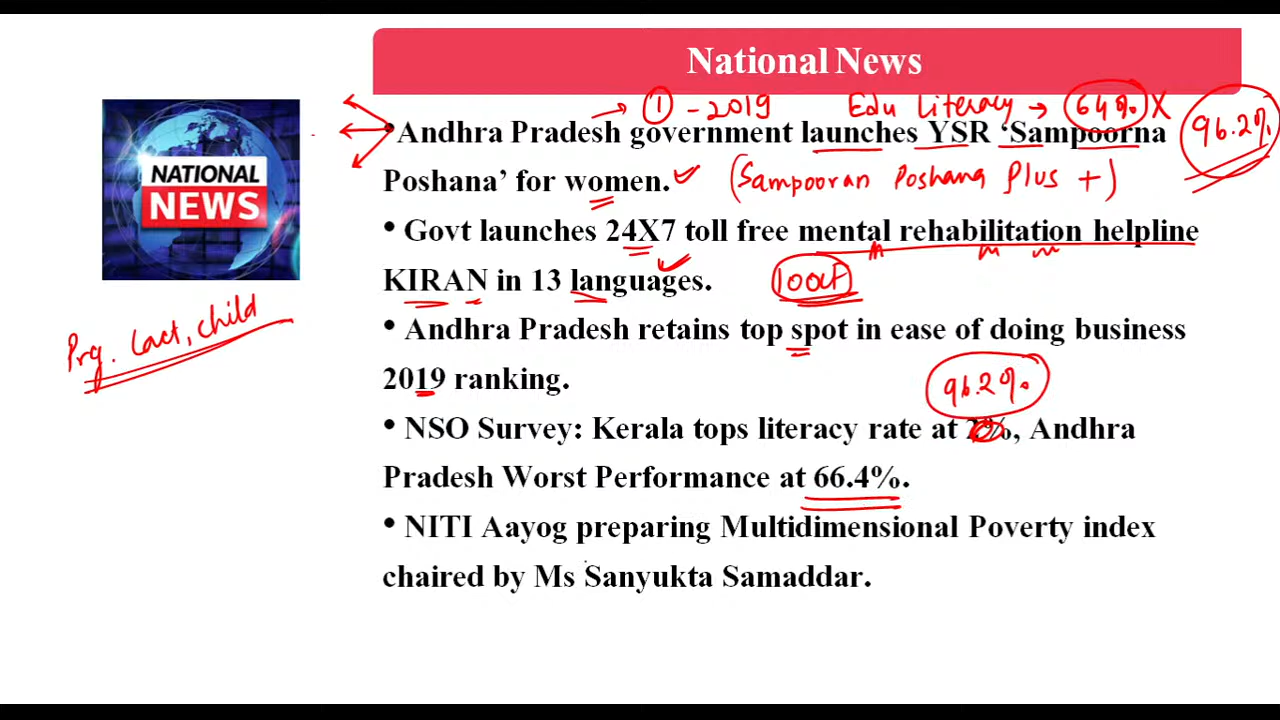 National News
→ ① - 2019 Edu Literacy → 64% X
96.2%
•Andhra Pradesh government launches YSR ‘Sampoorna
Poshana’ for women. (Sampooran Poshana Plus +)
• Govt launches 24X7 toll free mental rehabilitation helpline
KIRAN in 13 languages.
• Andhra Pradesh retains top spot in ease of doing business
2019 ranking.
96.2%
• NSO Survey: Kerala tops literacy rate at %, Andhra
Pradesh Worst Performance at 66.4%.
• NITI Aayog preparing Multidimensional Poverty index
chaired by Ms Sanyukta Samaddar.
NATIONAL
NEWS
Prg. Lact, child